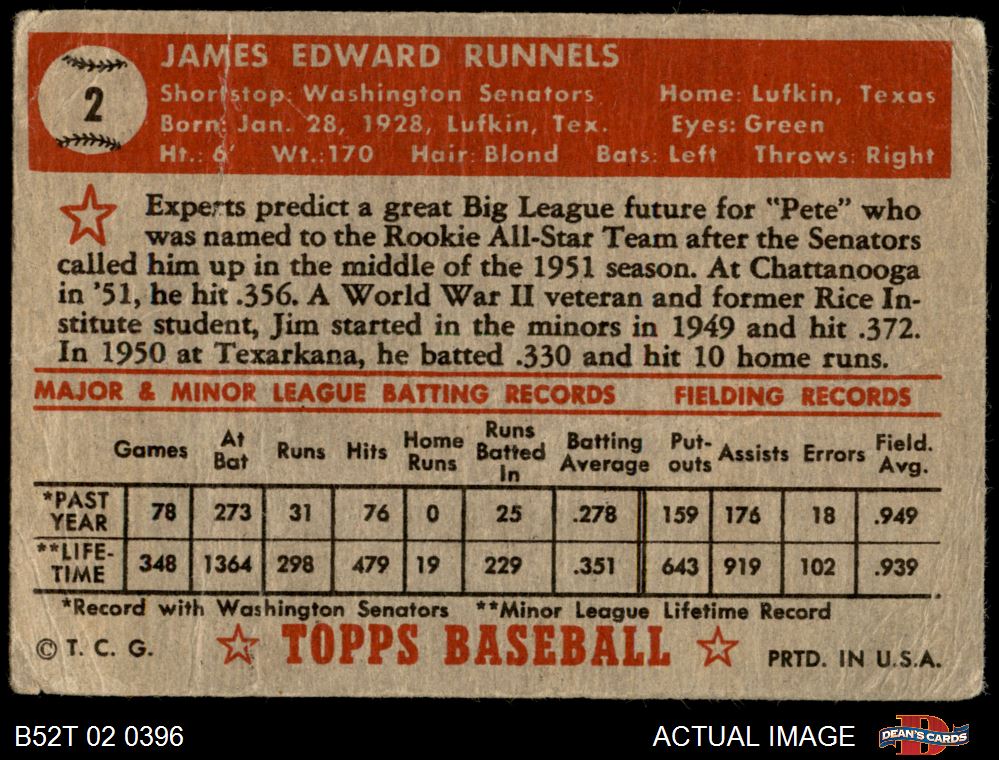 JAMES EDWARD RUNNELS
2
Shortstop: Washington Senators Home: Lufkin, Texas
Born: Jan. 28, 1928, Lufkin, Tex. Eyes: Green
Ht.: 6' Wt.: 170 Hair: Blond Bats: Left Throws: Right
Experts predict a great Big League future for "Pete" who
was named to the Rookie All-Star Team after the Senators
called him up in the middle of the 1951 season. At Chattanooga
in '51, he hit .356. A World War II veteran and former Rice In-
stitute student, Jim started in the minors in 1949 and hit .372.
In 1950 at Texarkana, he batted .330 and hit 10 home runs.
MAJOR & MINOR LEAGUE BATTING RECORDS FIELDING RECORDS
Games At Bat Runs Hits Home Runs Runs Batted In Batting Average Put-outs Assists Errors Field. Avg.
*PAST YEAR 78 273 31 76 0 25 .278 159 176 18 .949
**LIFE-TIME 348 1364 298 479 19 229 .351 643 919 102 .939
*Record with Washington Senators **Minor League Lifetime Record
© T. C. G. TOPPS BASEBALL PRTD. IN U.S.A.
B52T 02 0396 ACTUAL IMAGE DEAN'S CARDS